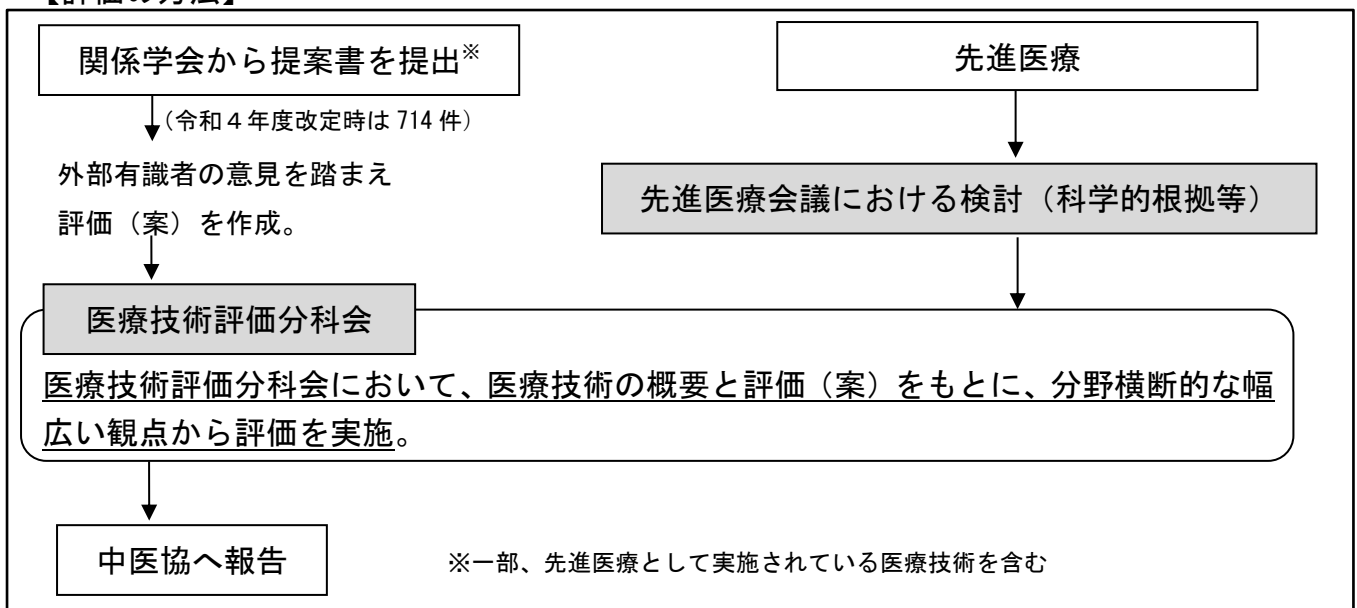 【評価の方法】
関係学会から提案書を提出※
先進医療
（令和４年度改定時は 714 件）
外部有識者の意見を踏まえ
評価（案）を作成。
先進医療会議における検討（科学的根拠等）
医療技術評価分科会
医療技術評価分科会において、医療技術の概要と評価（案）をもとに、分野横断的な幅
広い観点から評価を実施。
中医協へ報告
※一部、先進医療として実施されている医療技術を含む